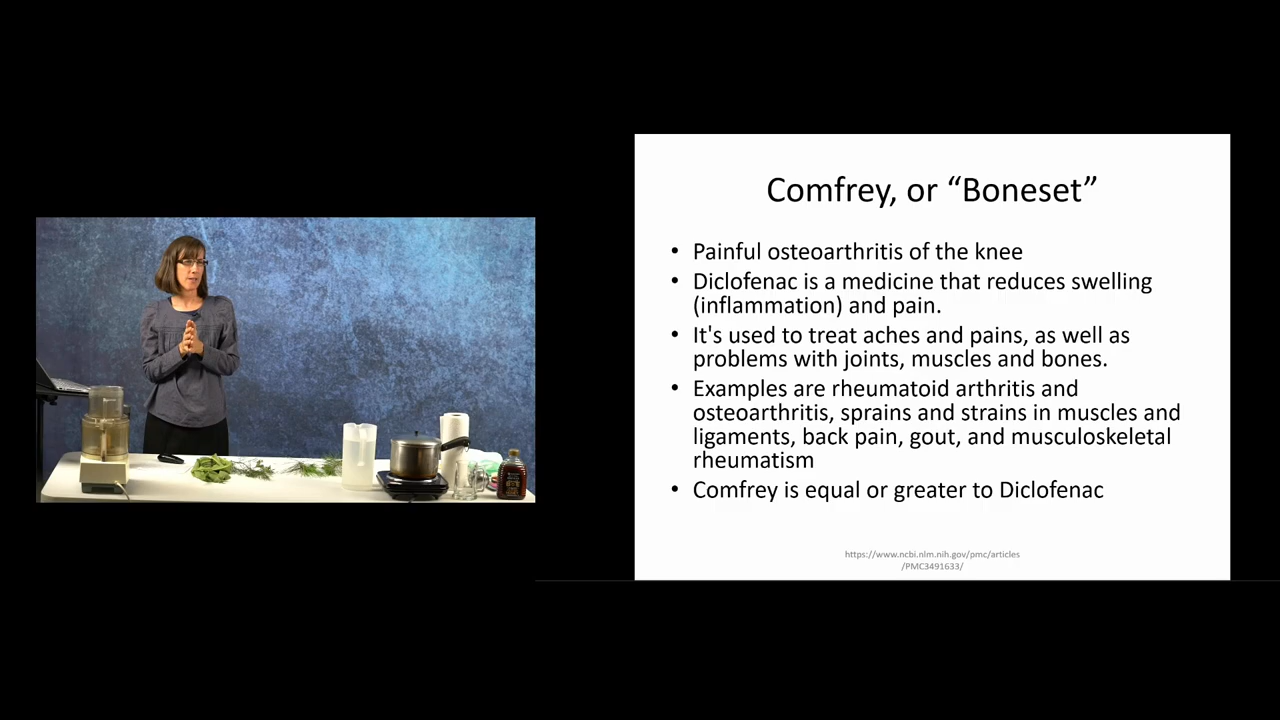 Comfrey, or “Boneset”
• Painful osteoarthritis of the knee
• Diclofenac is a medicine that reduces swelling
(inflammation) and pain.
• It's used to treat aches and pains, as well as
problems with joints, muscles and bones.
• Examples are rheumatoid arthritis and
osteoarthritis, sprains and strains in muscles and
ligaments, back pain, gout, and musculoskeletal
rheumatism
• Comfrey is equal or greater to Diclofenac
https://www.ncbi.nlm.nih.gov/pmc/articles
/PMC3491633/